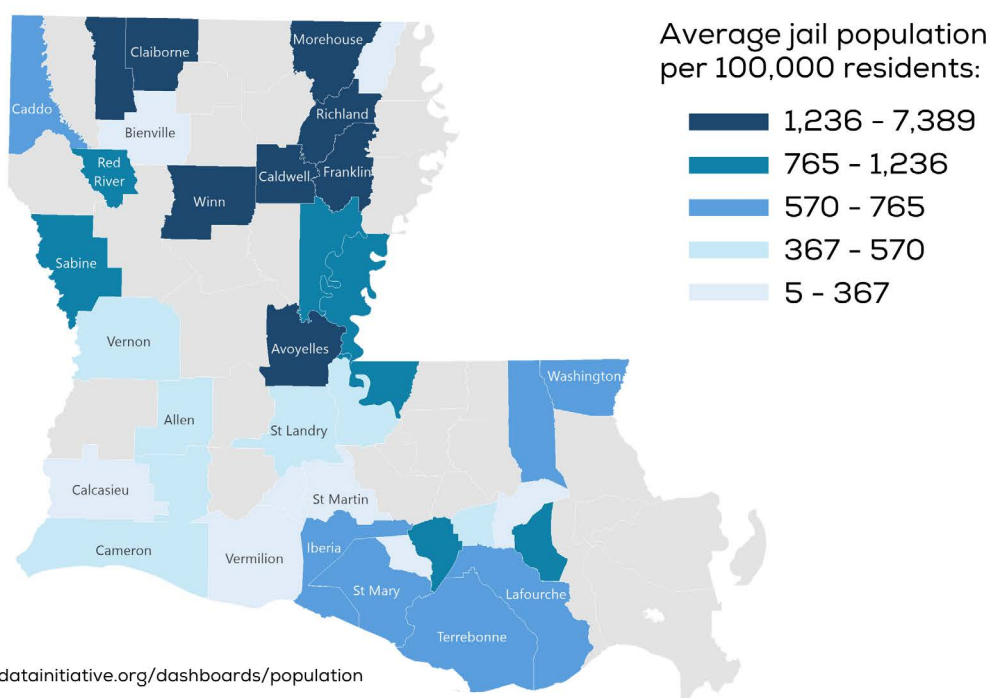 Average jail population
per 100,000 residents:
1,236 - 7,389
765 - 1,236
570 - 765
367 - 570
5 - 367
Claiborne
Morehouse
Caddo
Bienville
Richland
Red
River
Caldwell
Franklin
Winn
Sabine
Vernon
Avoyelles
Washington
Allen
St Landry
Calcasieu
St Martin
Cameron
Vermilion
Iberia
St Mary
Lafourche
Terrebonne
datainitiative.org/dashboards/population